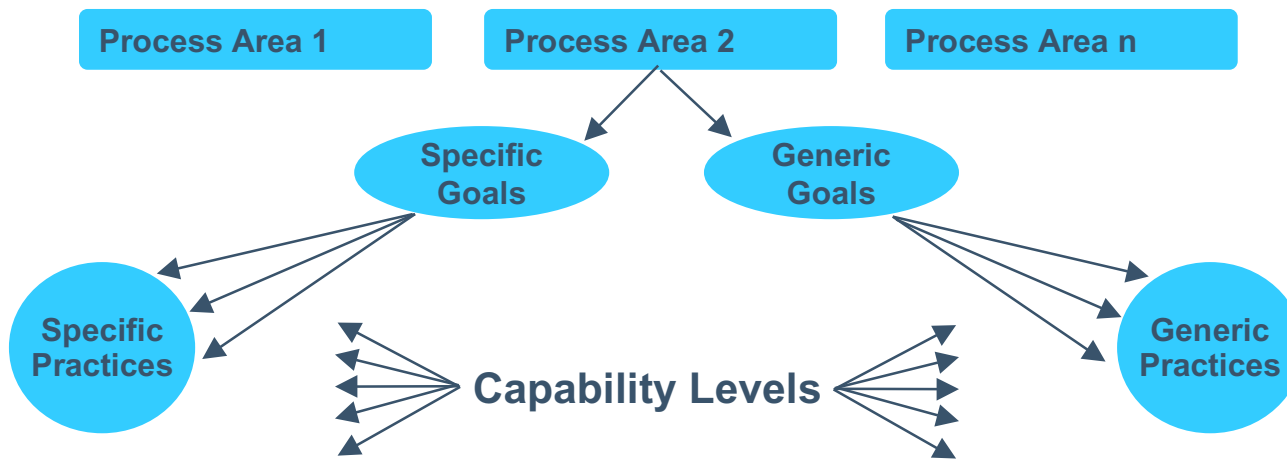 Process Area 1
Process Area 2
Process Area n
Specific
Goals
Generic
Goals
Specific
Practices
Capability Levels
Generic
Practices